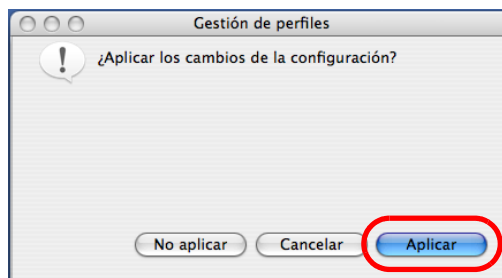 Gestión de perfiles
¿Aplicar los cambios de la configuración?
No aplicar
Cancelar
Aplicar